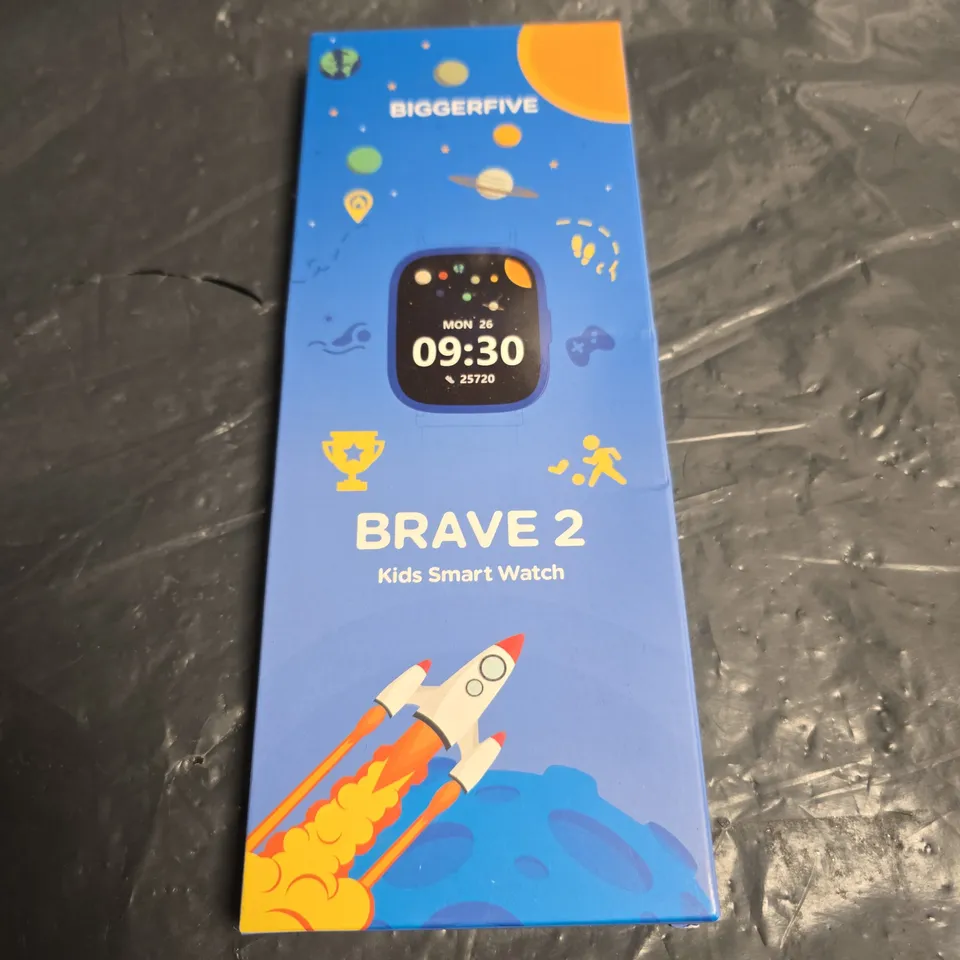 BIGGERFIVE
MON 26
09:30
25720
BRAVE 2
Kids Smart Watch